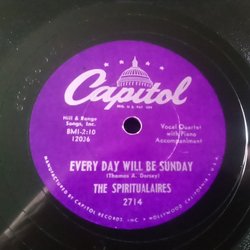 Capitol
REG. U.S. PAT. OFF.
Hill & Range
Songs, Inc.
BMI-2:10
12036
Vocal Quartet
with Piano
Accompaniment
EVERY DAY WILL BE SUNDAY
(Thomas A. Dorsey)
THE SPIRITUALAIRES
2714
MANUFACTURED BY CAPITOL RECORDS, INC. HOLLYWOOD, CALIFORNIA, U.S.A.